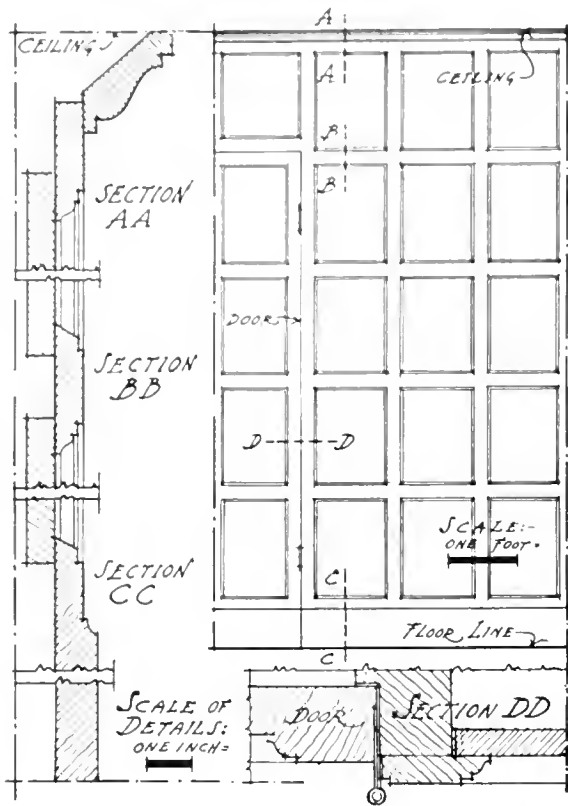 CEILING
SECTION
AA
SECTION
BB
SECTION
CC
SCALE OF
DETAILS:
ONE INCH=
A
A
CEILING
B
B
DOOR
D
D
SCALE:-
ONE FOOT.
C
FLOOR LINE
C
DOOR
SECTION DD